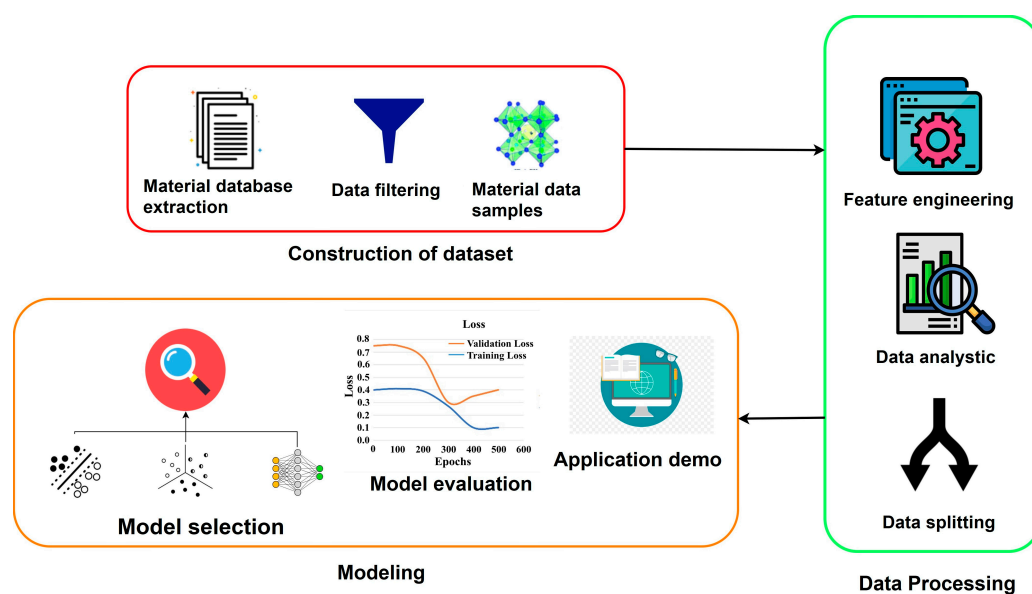 Material database
extraction
Data filtering
Material data
samples
Construction of dataset
Feature engineering
Data analystic
Data splitting
Data Processing
Loss
Validation Loss
Training Loss
0.8
0.7
0.6
0.5
0.4
0.3
0.2
0.1
0.0
Loss
0 100 200 300 400 500 600
Epochs
Model selection
Model evaluation
Application demo
Modeling